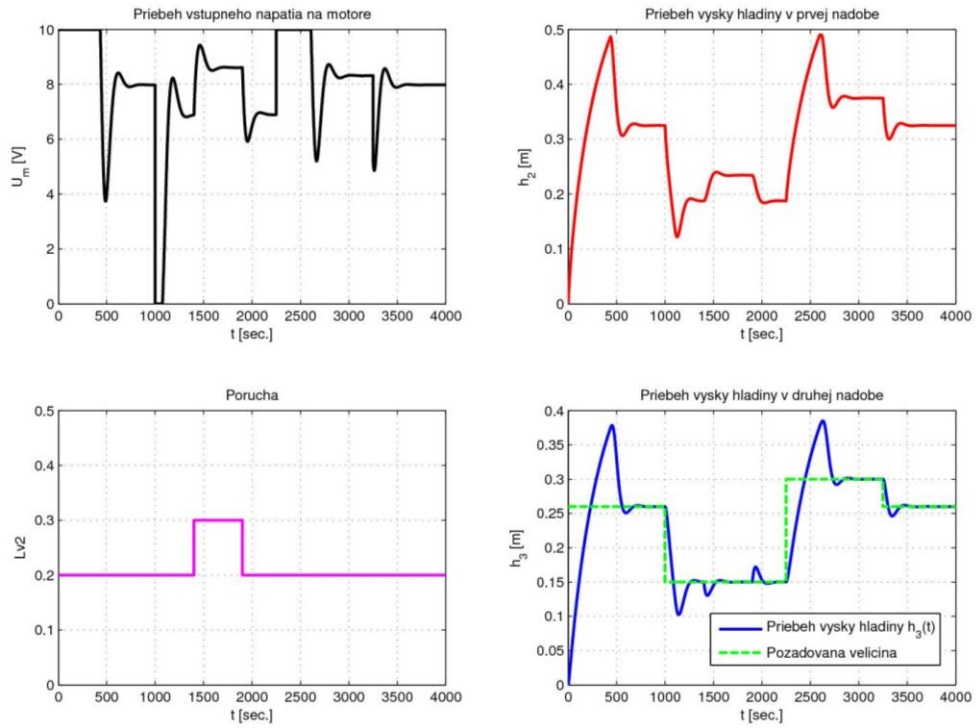 Priebeh vstupneho napatia na motore
10
8
6
4
2
0
U_m [V]
0 500 1000 1500 2000 2500 3000 3500 4000
t [sec.]
Priebeh vysky hladiny v prvej nadobe
0.5
0.4
0.3
0.2
0.1
0
h_2 [m]
0 500 1000 1500 2000 2500 3000 3500 4000
t [sec.]
Porucha
0.5
0.4
0.3
0.2
0.1
0
Lv2
0 500 1000 1500 2000 2500 3000 3500 4000
t [sec.]
Priebeh vysky hladiny v druhej nadobe
0.4
0.35
0.3
0.25
0.2
0.15
0.1
0.05
0
h_3 [m]
Priebeh vysky hladiny h_3(t)
Pozadovana velicina
0 500 1000 1500 2000 2500 3000 3500 4000
t [sec.]